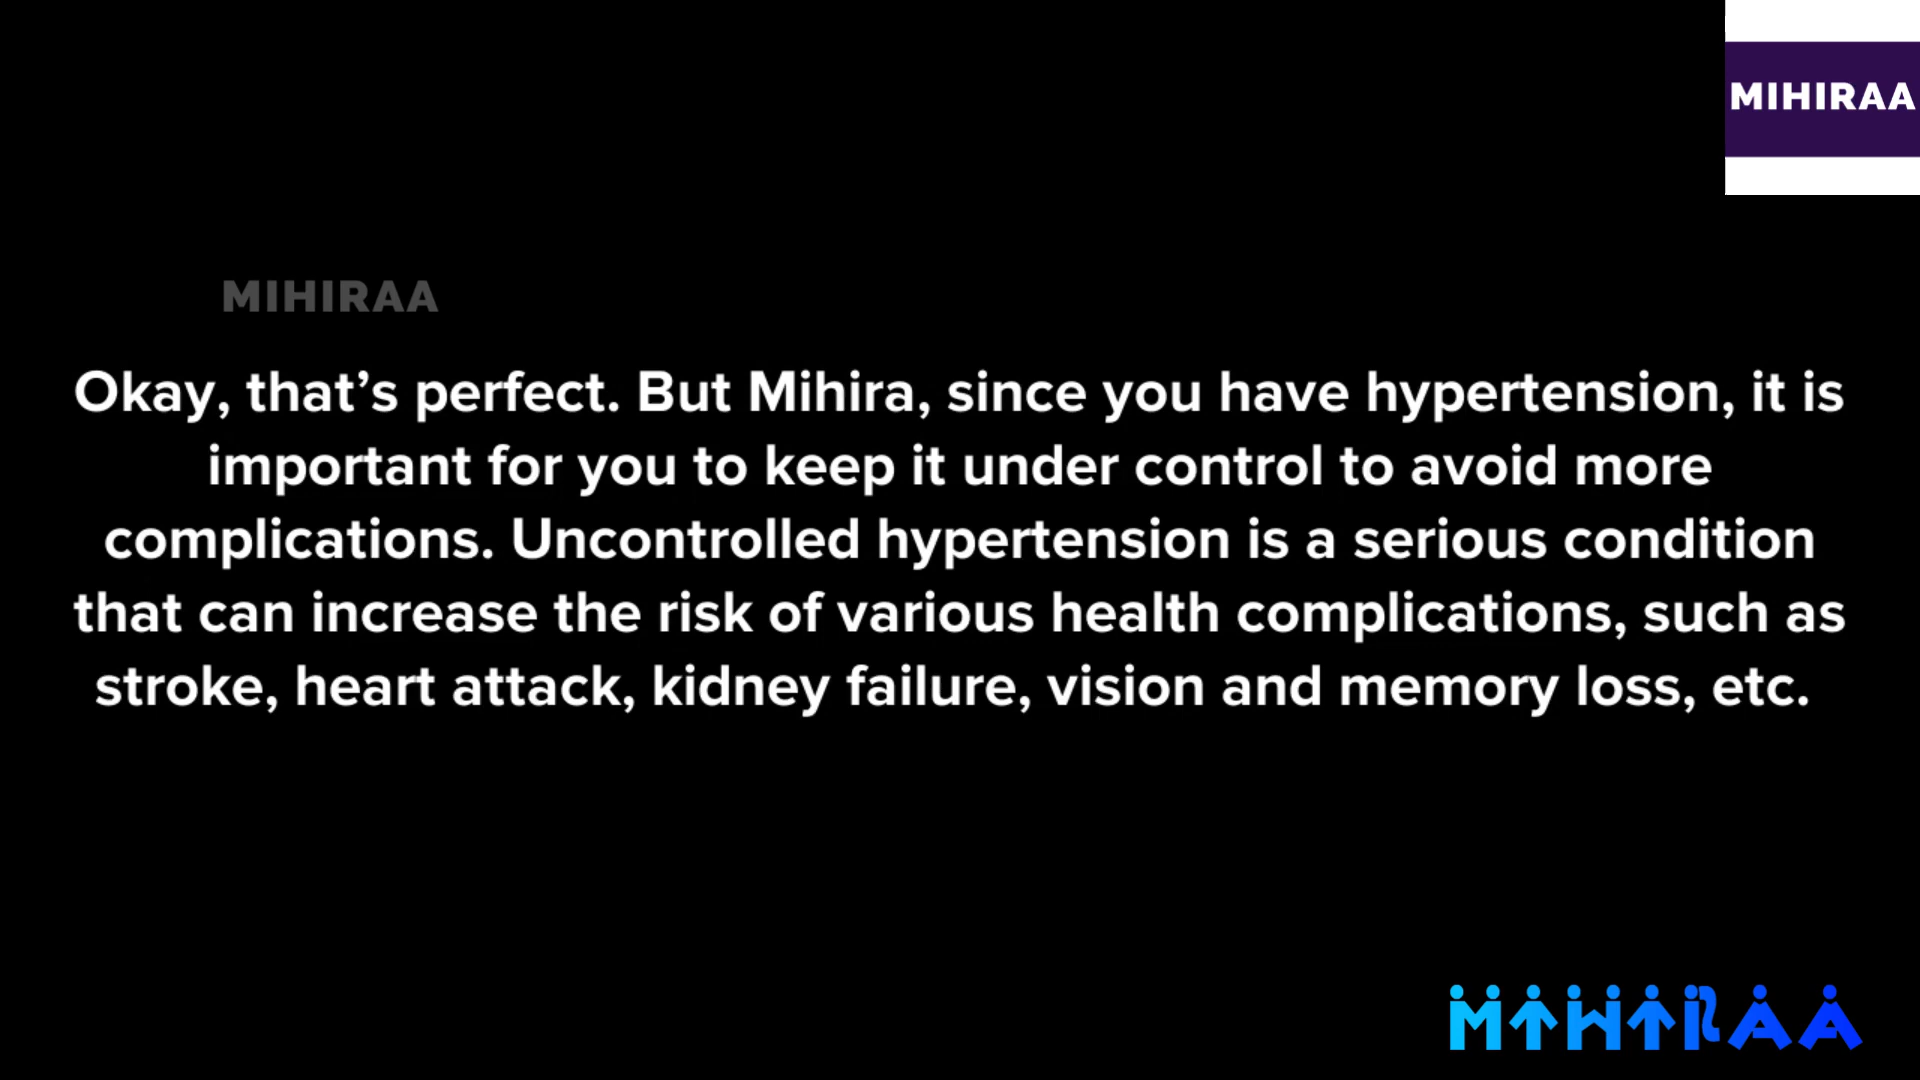 MIHIRAA
MIHIRAA
Okay, that’s perfect. But Mihira, since you have hypertension, it is
important for you to keep it under control to avoid more
complications. Uncontrolled hypertension is a serious condition
that can increase the risk of various health complications, such as
stroke, heart attack, kidney failure, vision and memory loss, etc.
MIHIRAA